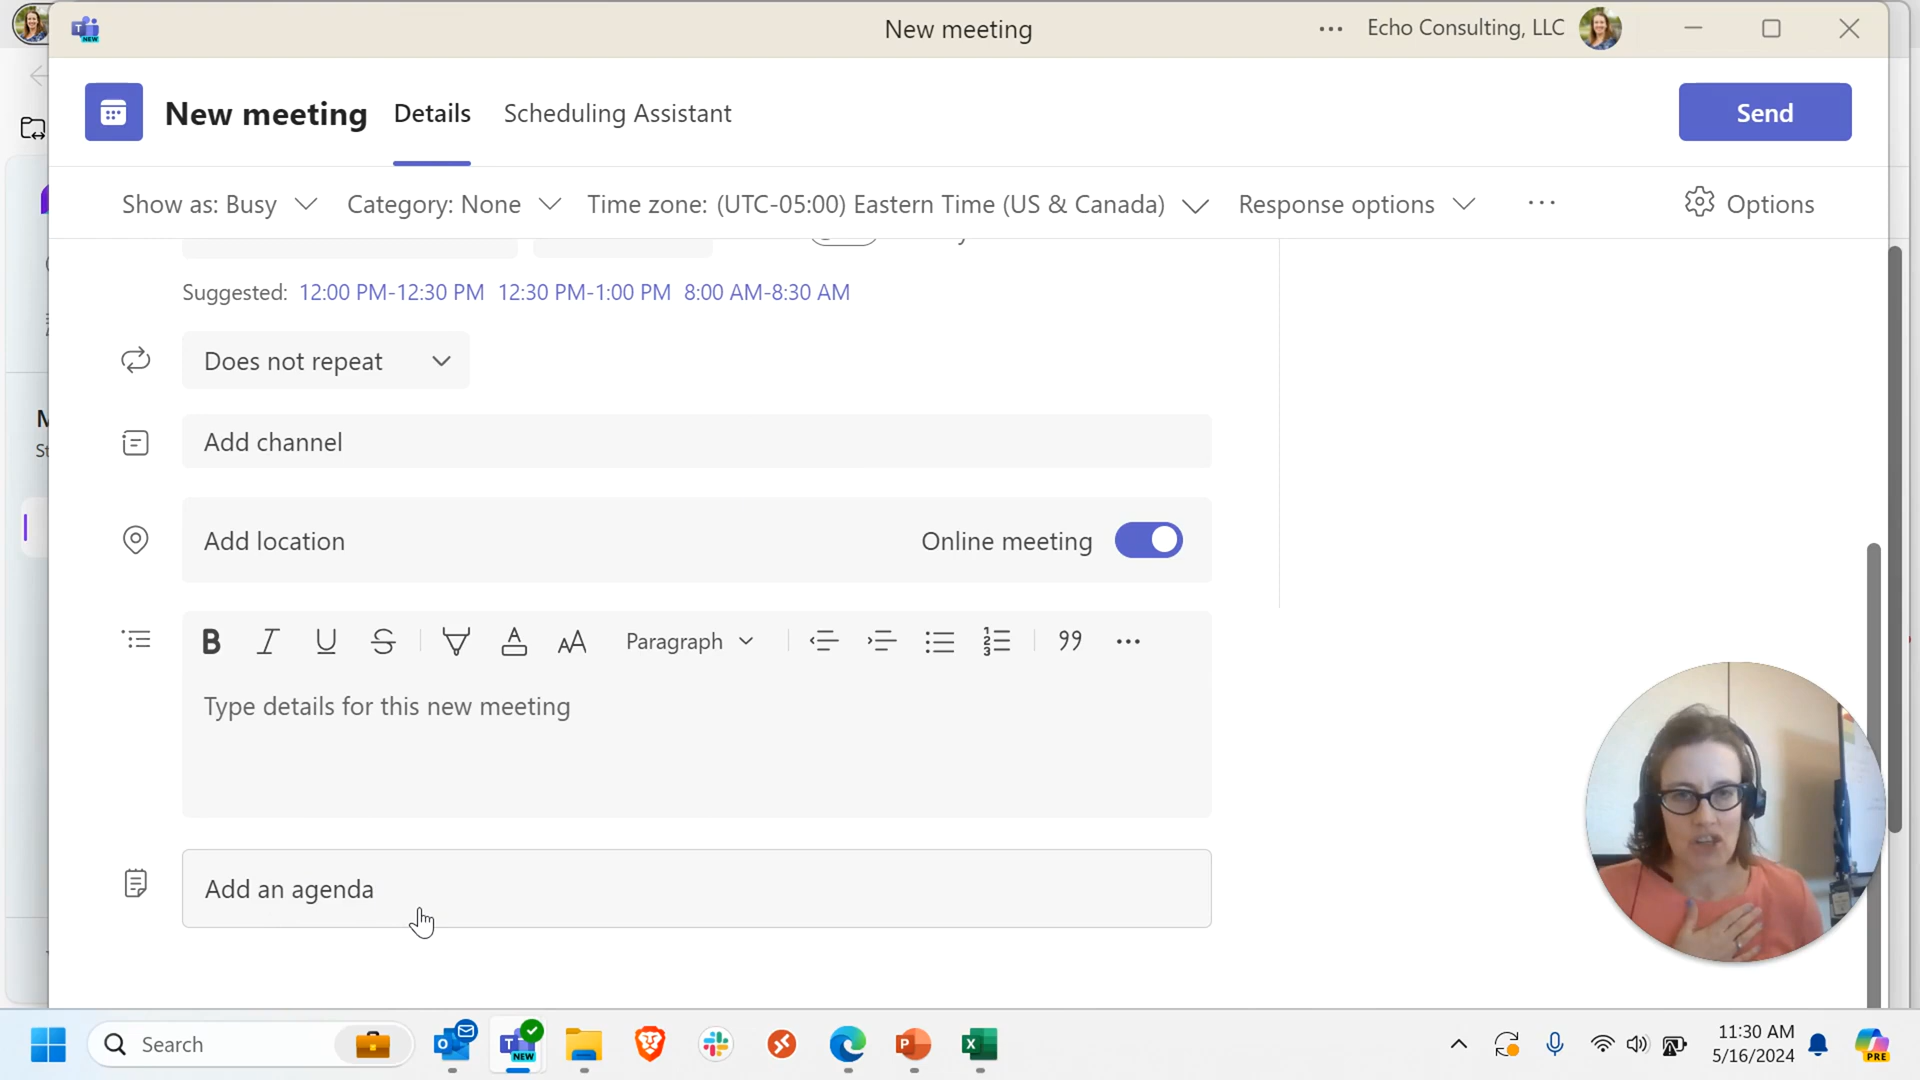 New meeting
Echo Consulting, LLC
New meeting
Details
Scheduling Assistant
Send
Show as: Busy
Category: None
Time zone: (UTC-05:00) Eastern Time (US & Canada)
Response options
Options
Suggested: 12:00 PM-12:30 PM 12:30 PM-1:00 PM 8:00 AM-8:30 AM
Does not repeat
Add channel
Add location
Online meeting
Paragraph
Type details for this new meeting
Add an agenda
Search
NEW
11:30 AM
5/16/2024
PRE